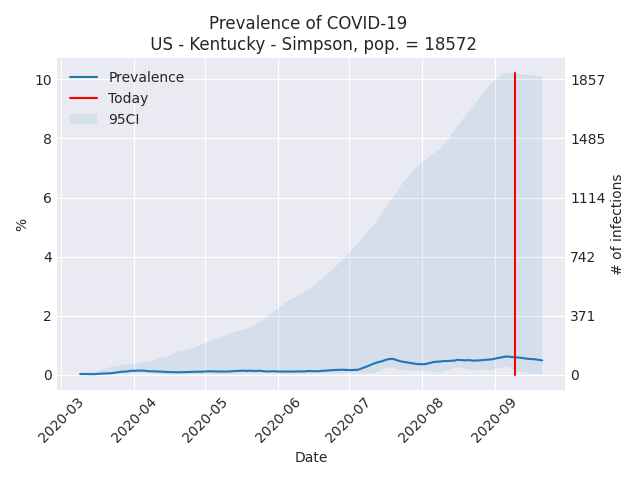 Prevalence of COVID-19
US - Kentucky - Simpson, pop. = 18572
Prevalence
Today
95CI
10
8
6
4
2
0
%
1857
1485
1114
742
371
0
# of infections
2020-03
2020-04
2020-05
2020-06
2020-07
2020-08
2020-09
Date